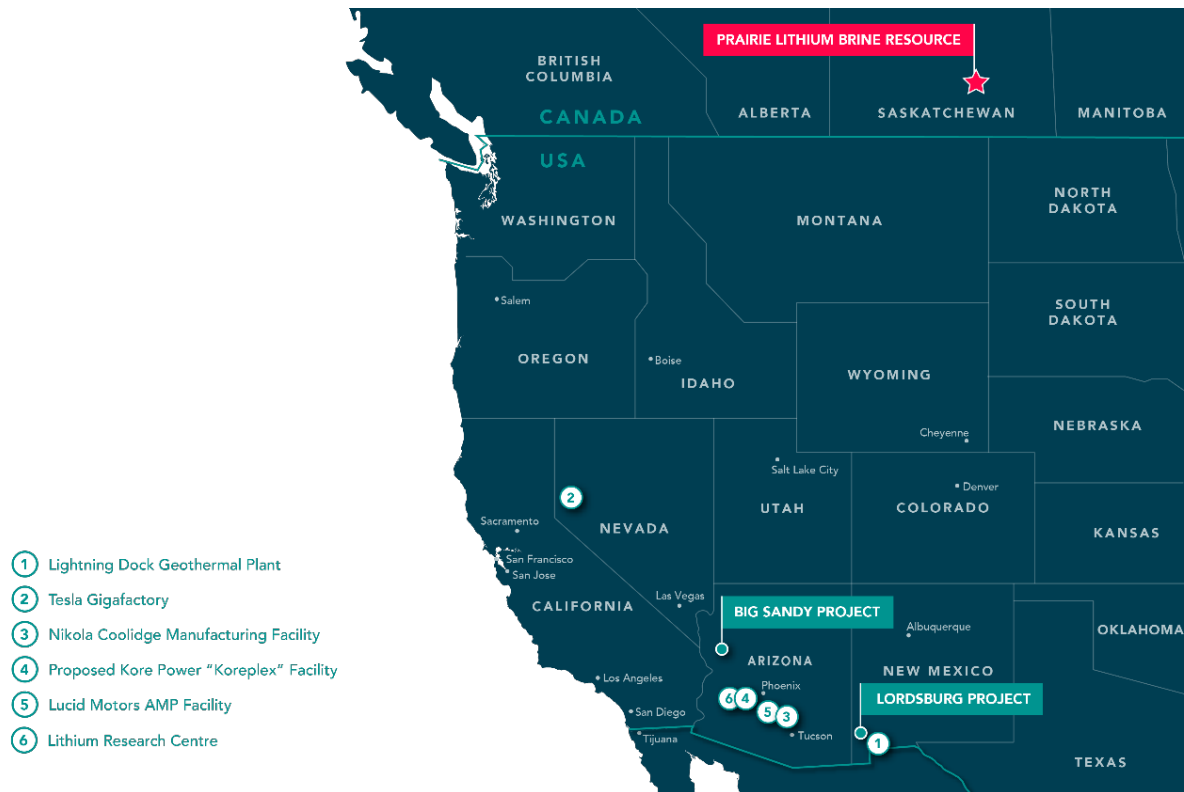 PRAIRIE LITHIUM BRINE RESOURCE
BRITISH
COLUMBIA
CANADA
ALBERTA
SASKATCHEWAN
MANITOBA
USA
WASHINGTON
MONTANA
NORTH
DAKOTA
Salem
OREGON
Boise
IDAHO
WYOMING
SOUTH
DAKOTA
Cheyenne
NEBRASKA
Salt Lake City
UTAH
Denver
COLORADO
KANSAS
2
NEVADA
Sacramento
San Francisco
San Jose
CALIFORNIA
Las Vegas
BIG SANDY PROJECT
Albuquerque
OKLAHOMA
ARIZONA
NEW MEXICO
Los Angeles
Phoenix
6
4
5
3
LORDSBURG PROJECT
San Diego
Tijuana
Tucson
1
TEXAS
1 Lightning Dock Geothermal Plant
2 Tesla Gigafactory
3 Nikola Coolidge Manufacturing Facility
4 Proposed Kore Power “Koreplex” Facility
5 Lucid Motors AMP Facility
6 Lithium Research Centre